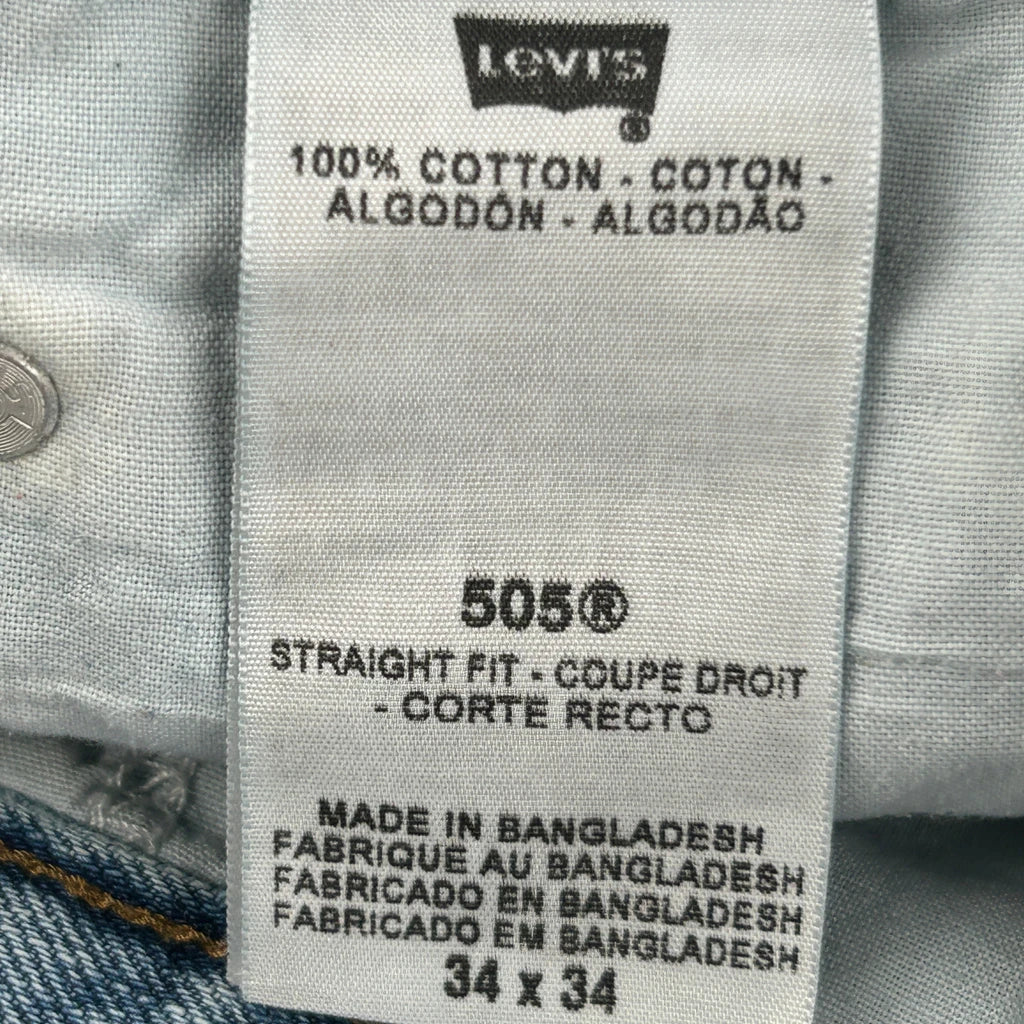 Levi's
®
100% COTTON - COTON -
ALGODÓN - ALGODÃO
505®
STRAIGHT FIT - COUPE DROIT
- CORTE RECTO
MADE IN BANGLADESH
FABRIQUE AU BANGLADESH
FABRICADO EN BANGLADESH
FABRICADO EM BANGLADESH
34 x 34